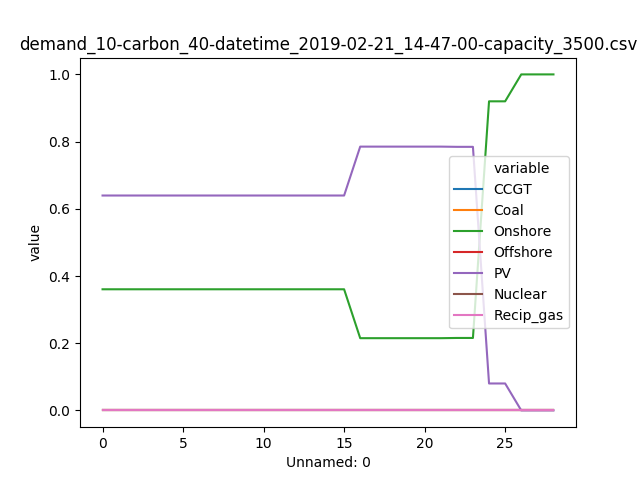 demand_10-carbon_40-datetime_2019-02-21_14-47-00-capacity_3500.csv
1.0
0.8
0.6
0.4
0.2
0.0
value
variable
CCGT
Coal
Onshore
Offshore
PV
Nuclear
Recip_gas
0 5 10 15 20 25
Unnamed: 0